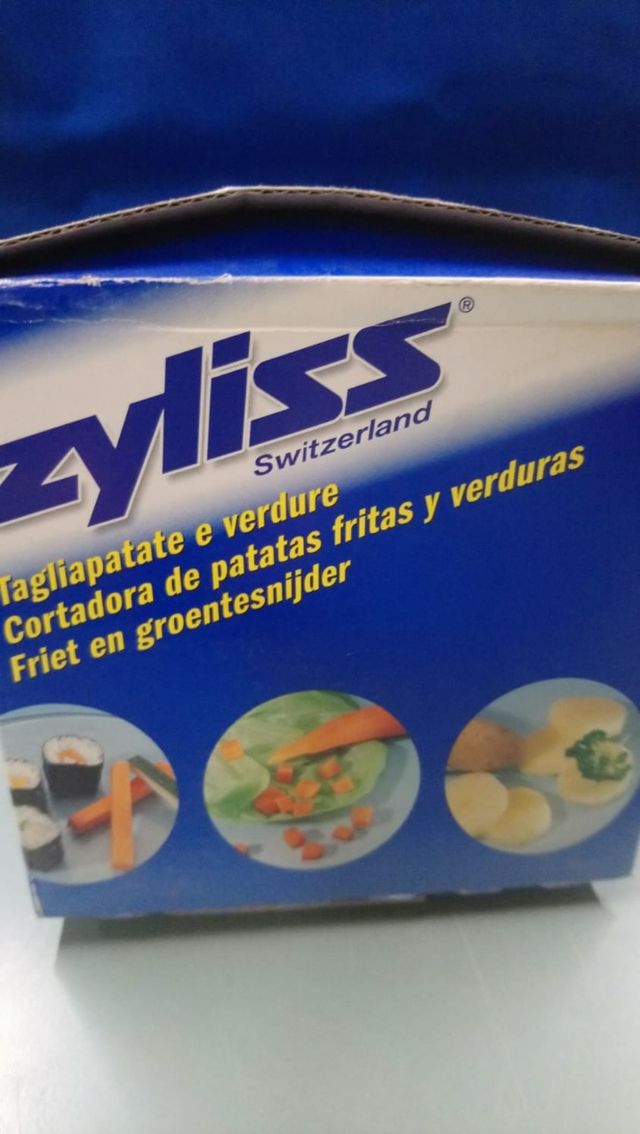 zyliss®
Switzerland
Tagliapatate e verdure
Cortadora de patatas fritas y verduras
Friet en groentesnijder